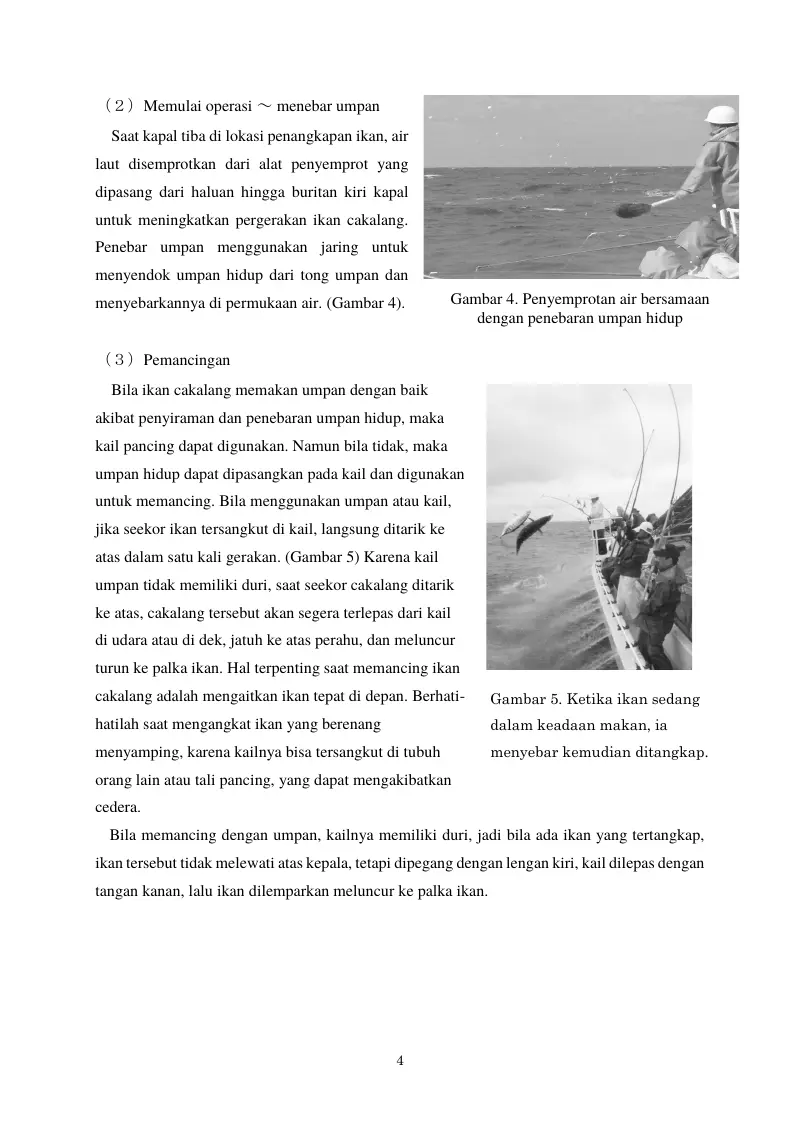 （２）Memulai operasi ～ menebar umpan
Saat kapal tiba di lokasi penangkapan ikan, air
laut disemprotkan dari alat penyemprot yang
dipasang dari haluan hingga buritan kiri kapal
untuk meningkatkan pergerakan ikan cakalang.
Penebar umpan menggunakan jaring untuk
menyendok umpan hidup dari tong umpan dan
menyebarkannya di permukaan air. (Gambar 4).
Gambar 4. Penyemprotan air bersamaan
dengan penebaran umpan hidup
（３）Pemancingan
Bila ikan cakalang memakan umpan dengan baik
akibat penyiraman dan penebaran umpan hidup, maka
kail pancing dapat digunakan. Namun bila tidak, maka
umpan hidup dapat dipasangkan pada kail dan digunakan
untuk memancing. Bila menggunakan umpan atau kail,
jika seekor ikan tersangkut di kail, langsung ditarik ke
atas dalam satu kali gerakan. (Gambar 5) Karena kail
umpan tidak memiliki duri, saat seekor cakalang ditarik
ke atas, cakalang tersebut akan segera terlepas dari kail
di udara atau di dek, jatuh ke atas perahu, dan meluncur
turun ke palka ikan. Hal terpenting saat memancing ikan
cakalang adalah mengaitkan ikan tepat di depan. Berhati-
hatilah saat mengangkat ikan yang berenang
menyamping, karena kailnya bisa tersangkut di tubuh
orang lain atau tali pancing, yang dapat mengakibatkan
cedera.
Gambar 5. Ketika ikan sedang
dalam keadaan makan, ia
menyebar kemudian ditangkap.
Bila memancing dengan umpan, kailnya memiliki duri, jadi bila ada ikan yang tertangkap,
ikan tersebut tidak melewati atas kepala, tetapi dipegang dengan lengan kiri, kail dilepas dengan
tangan kanan, lalu ikan dilemparkan meluncur ke palka ikan.
4